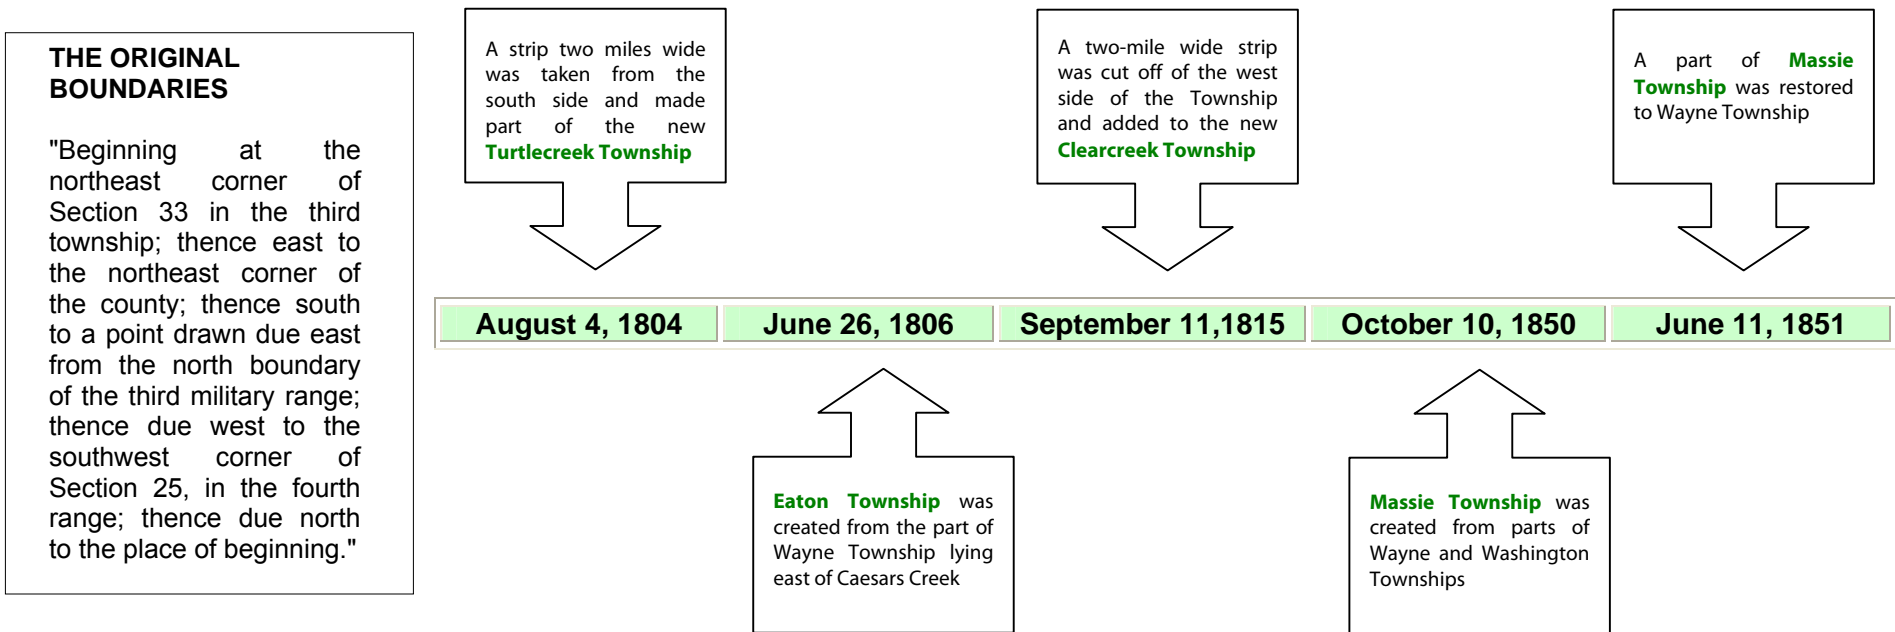 THE ORIGINAL
BOUNDARIES
"Beginning at the
northeast corner of
Section 33 in the third
township; thence east to
the northeast corner of
the county; thence south
to a point drawn due east
from the north boundary
of the third military range;
thence due west to the
southwest corner of
Section 25, in the fourth
range; thence due north
to the place of beginning."
A strip two miles wide
was taken from the
south side and made
part of the new
Turtlecreek Township
A two-mile wide strip
was cut off of the west
side of the Township
and added to the new
Clearcreek Township
A part of Massie
Township was restored
to Wayne Township
August 4, 1804
June 26, 1806
September 11,1815
October 10, 1850
June 11, 1851
Eaton Township was
created from the part of
Wayne Township lying
east of Caesars Creek
Massie Township was
created from parts of
Wayne and Washington
Townships